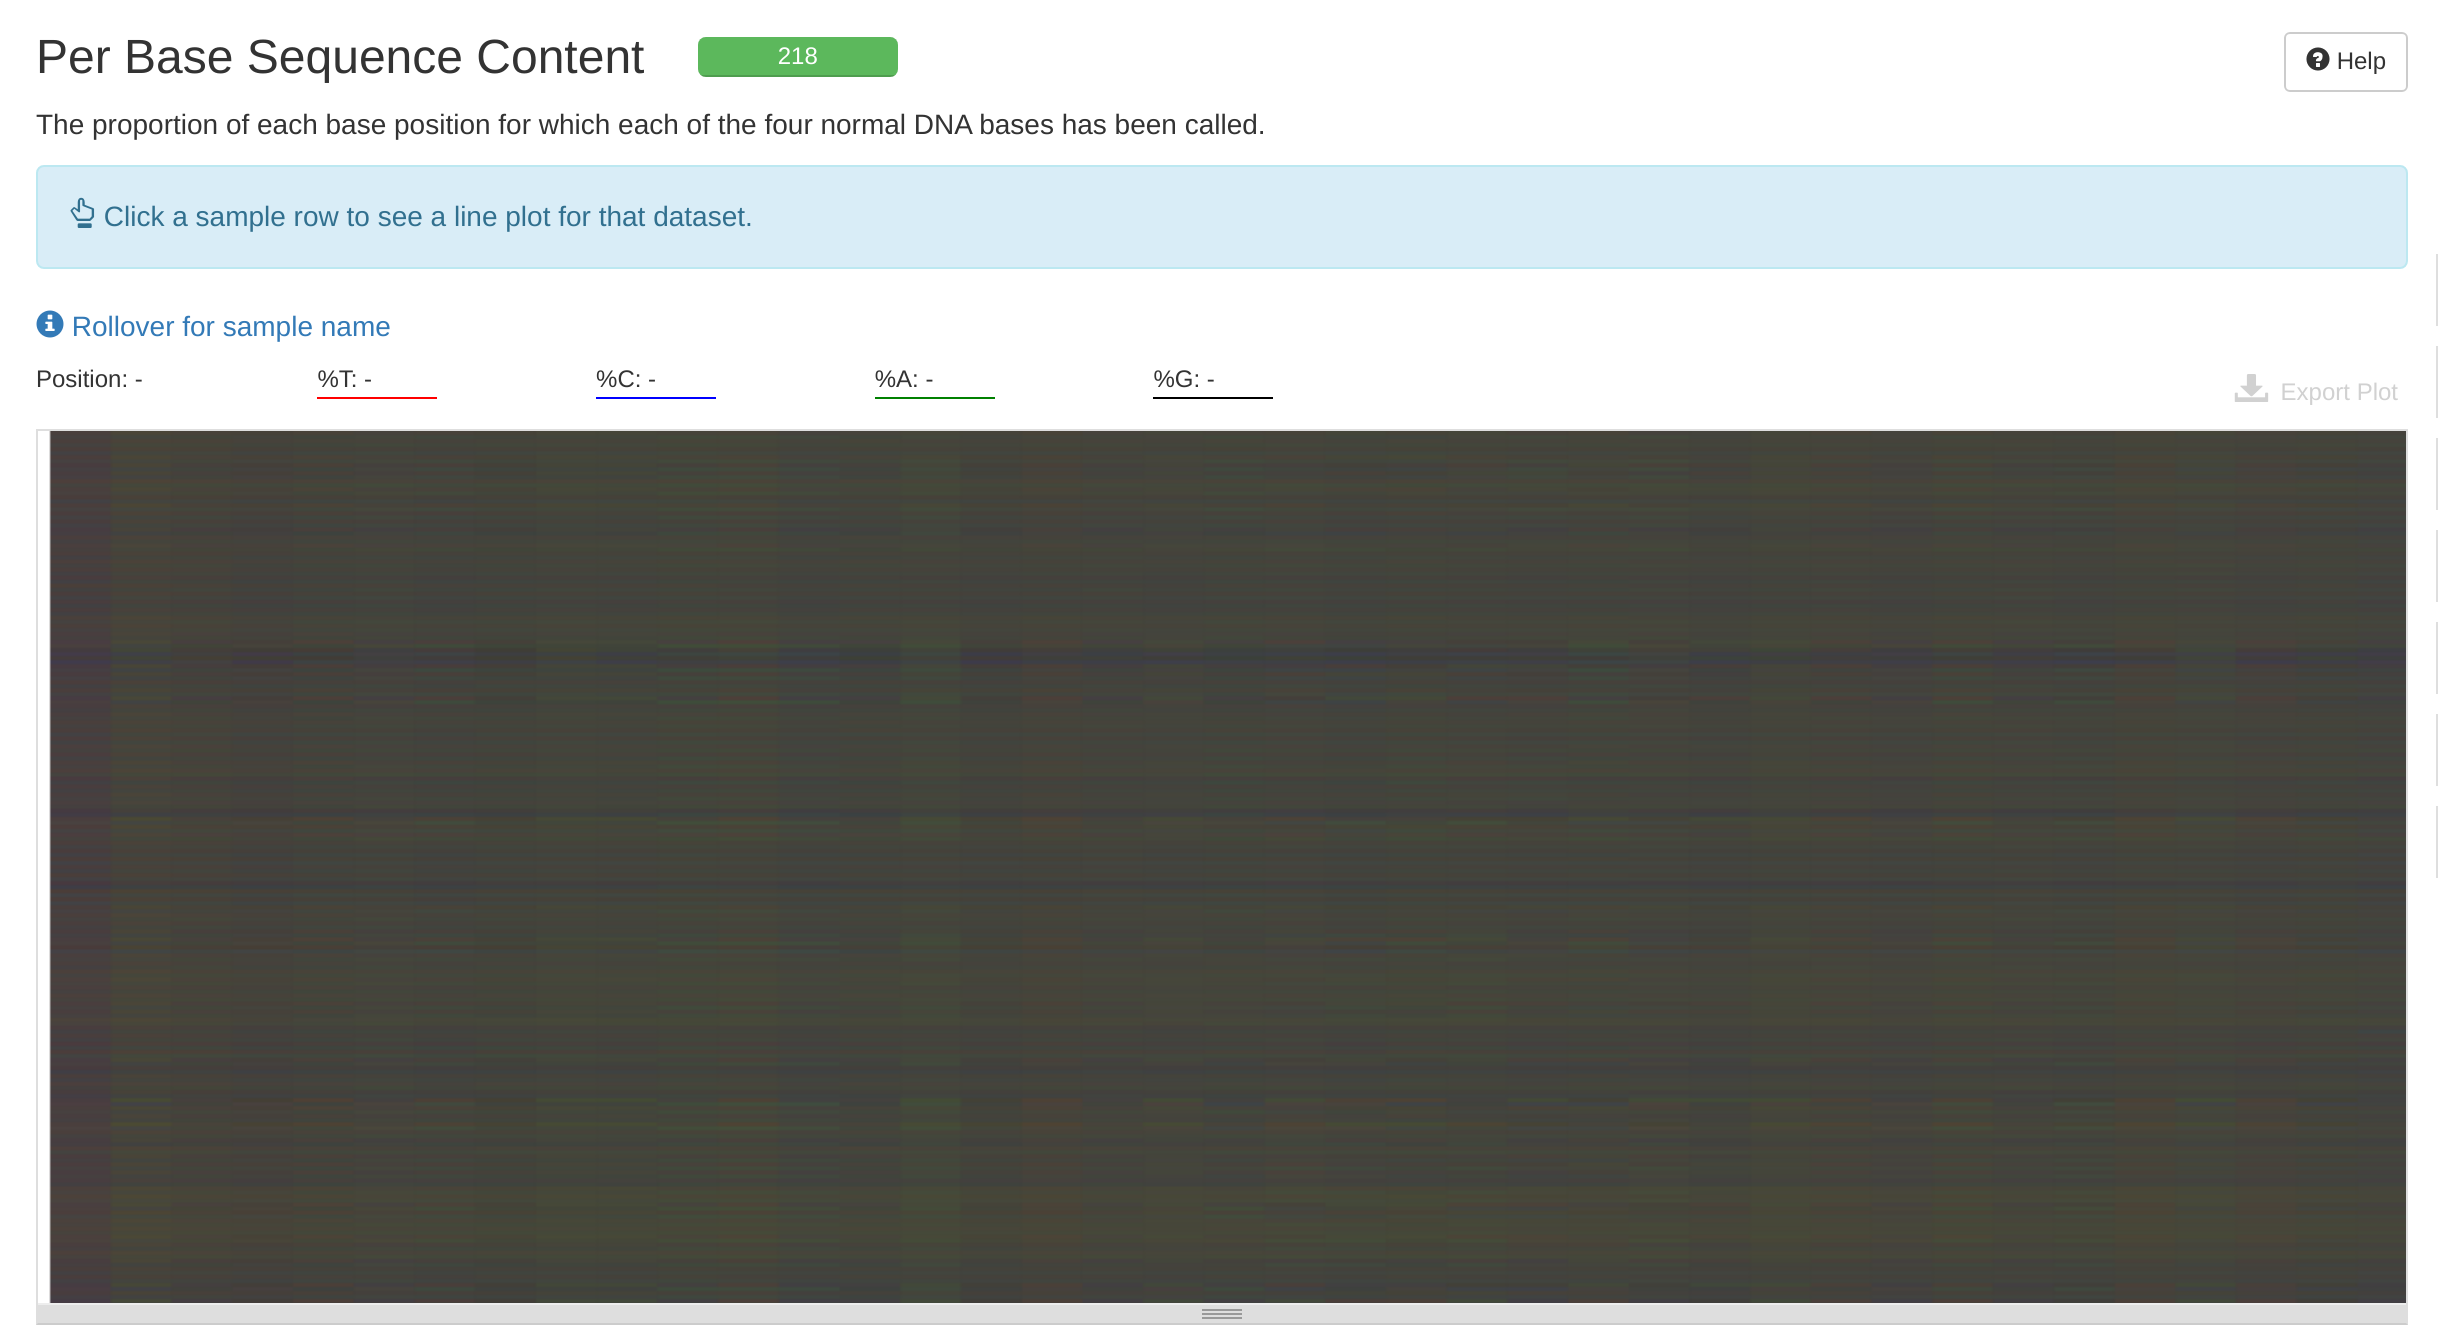 Per Base Sequence Content 218
Help
The proportion of each base position for which each of the four normal DNA bases has been called.
Click a sample row to see a line plot for that dataset.
Rollover for sample name
Position: - %T: - %C: - %A: - %G: -
Export Plot